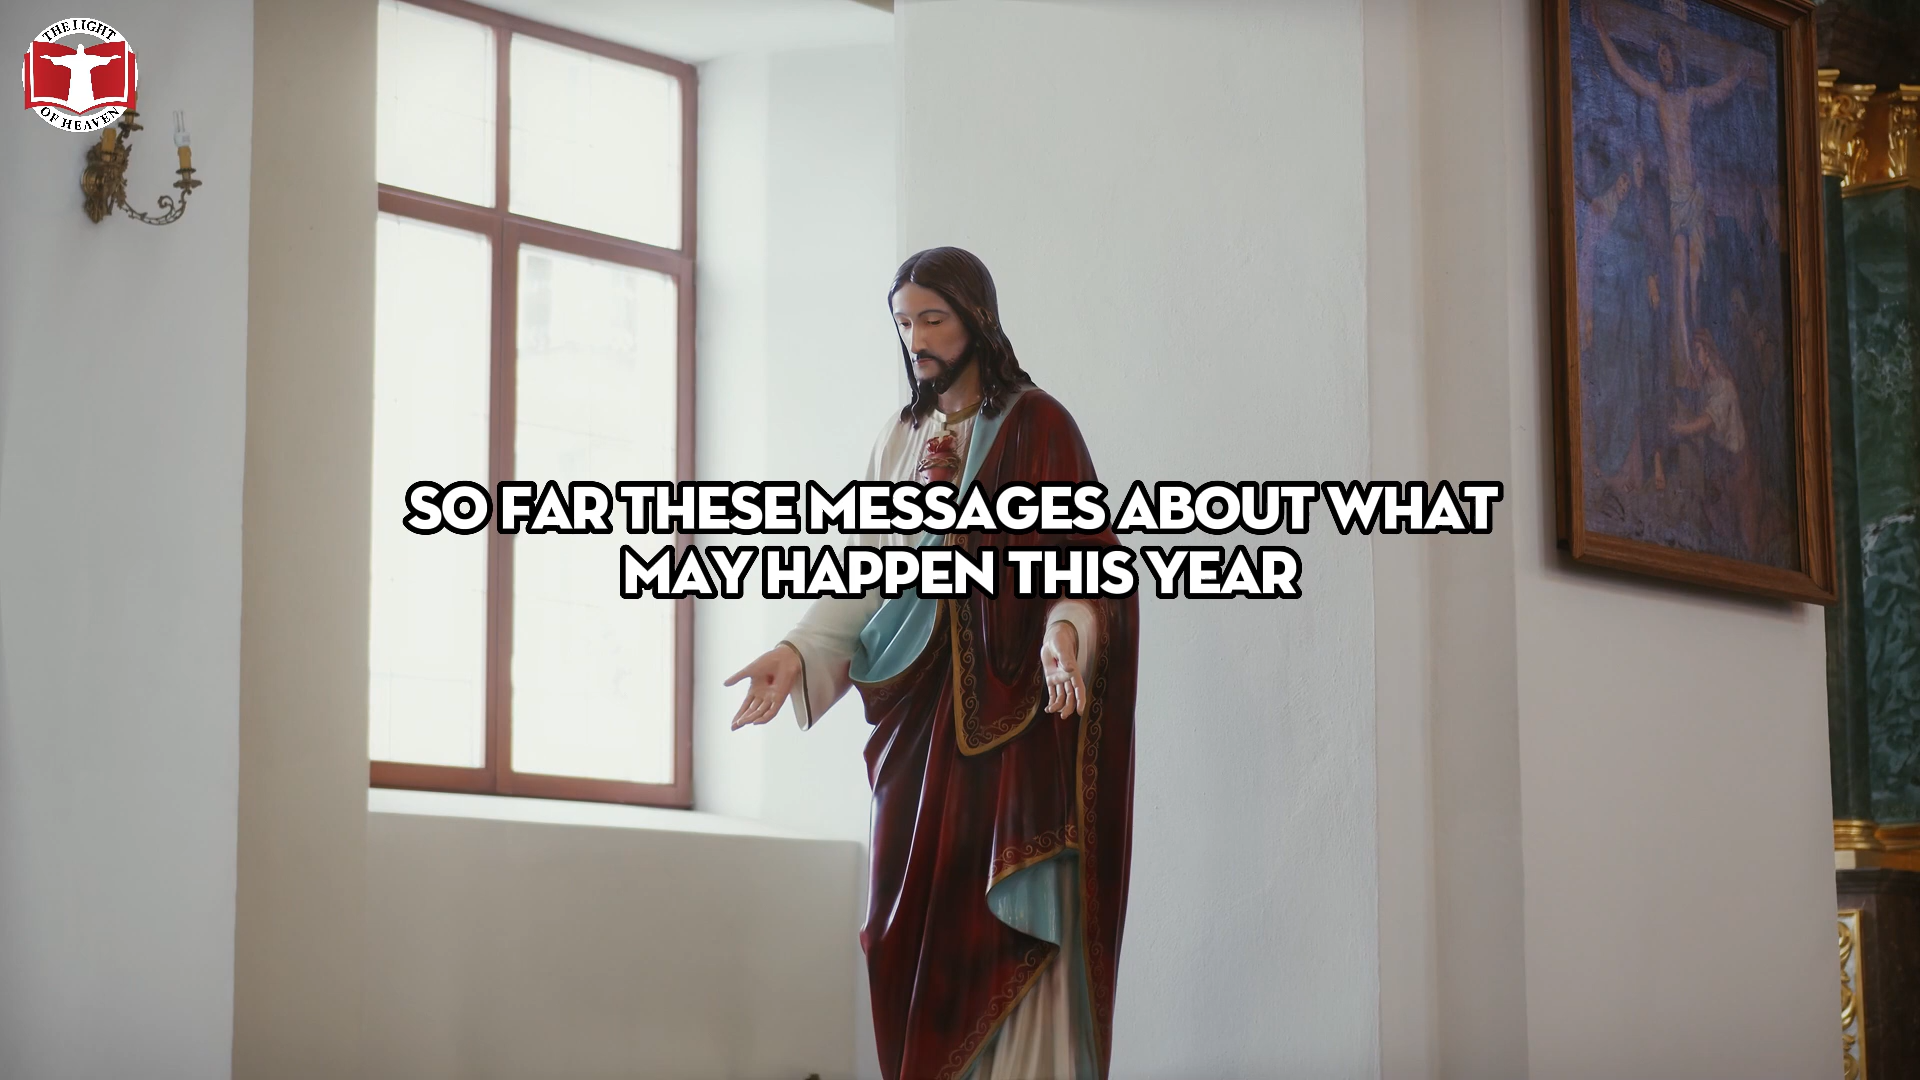 THE LIGHT
OF HEAVEN
SO FAR THESE MESSAGES ABOUT WHAT
MAY HAPPEN THIS YEAR